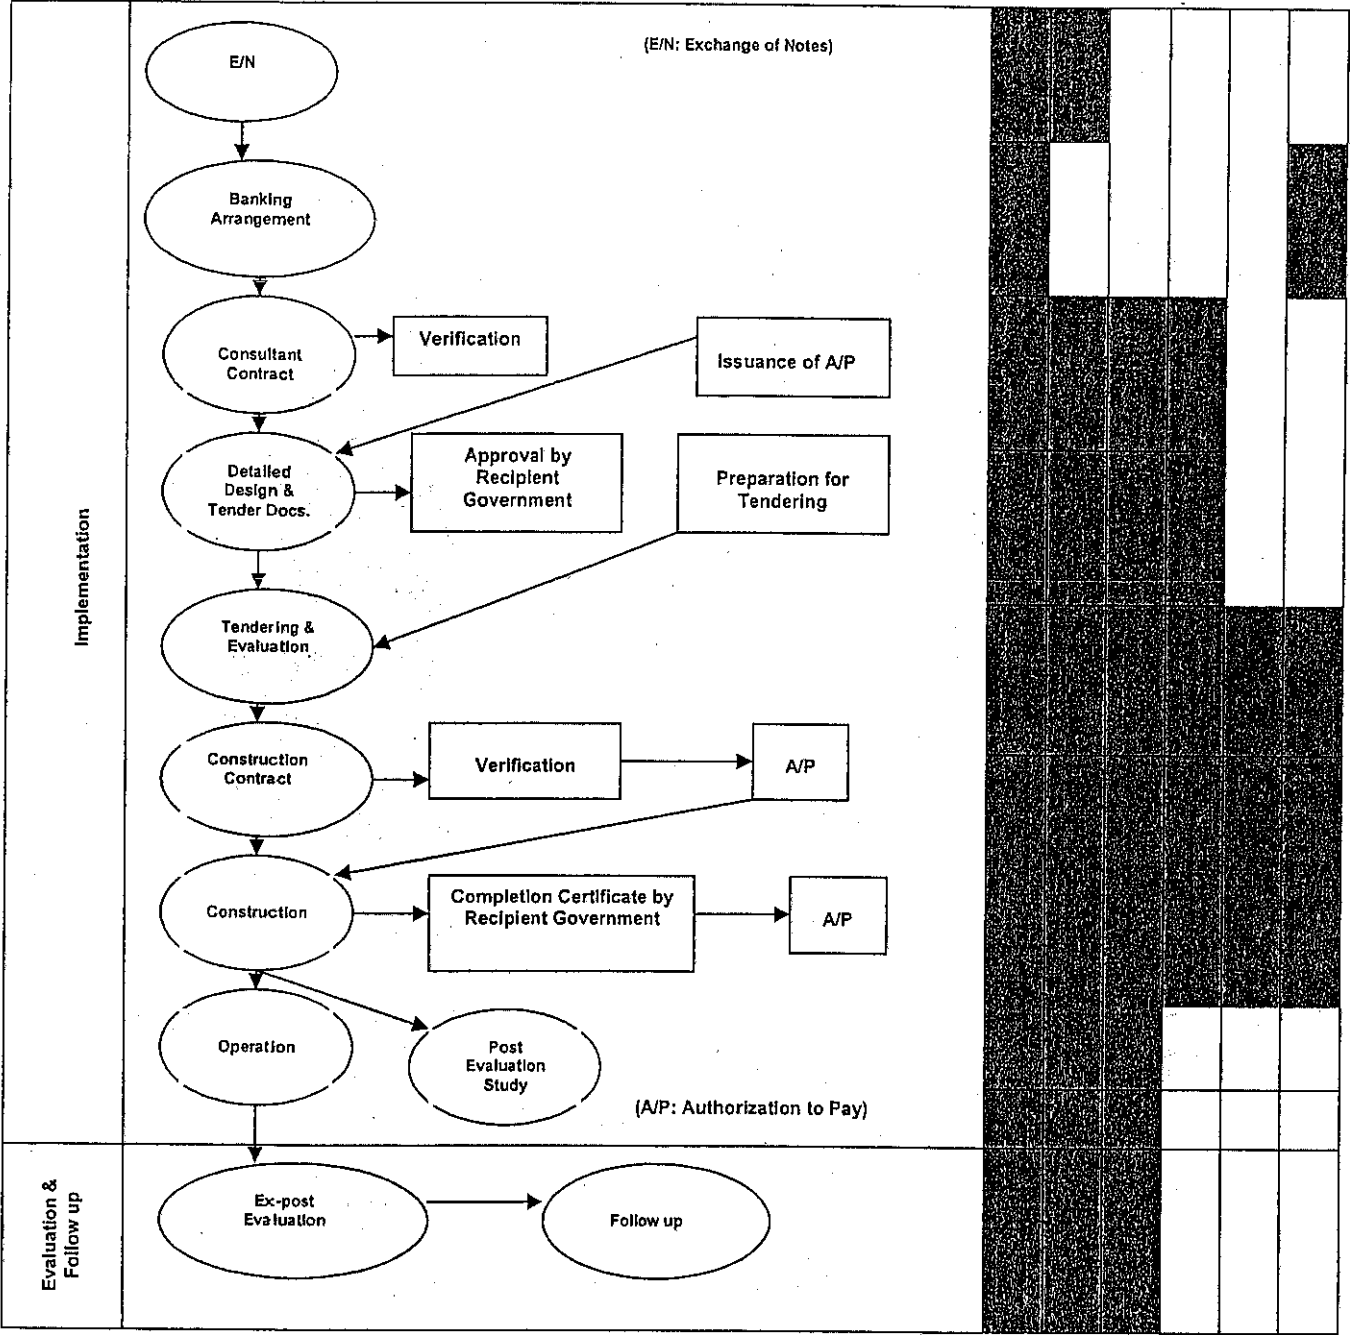 E/N
(E/N: Exchange of Notes)
Banking
Arrangement
Consultant
Contract
Verification
Issuance of A/P
Detailed
Design &
Tender Docs.
Approval by
Recipient
Government
Preparation for
Tendering
Implementation
Tendering &
Evaluation
Construction
Contract
Verification
A/P
Construction
Completion Certificate by
Recipient Government
A/P
Operation
Post
Evaluation
Study
(A/P: Authorization to Pay)
Evaluation &
Follow up
Ex-post
Evaluation
Follow up